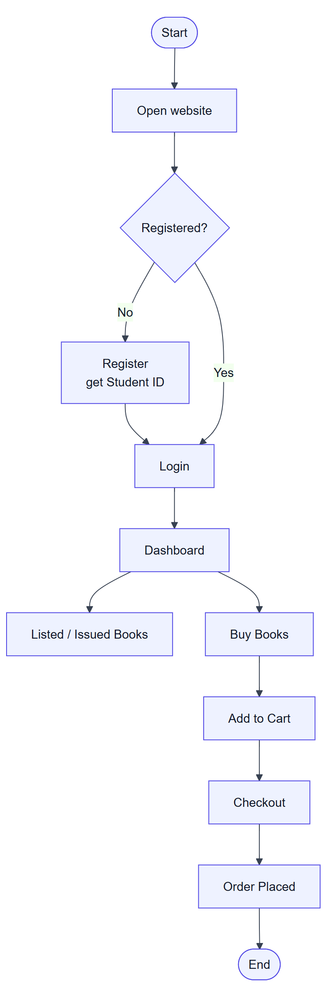 Start
Open website
Registered?
No
Register
get Student ID
Yes
Login
Dashboard
Listed / Issued Books
Buy Books
Add to Cart
Checkout
Order Placed
End